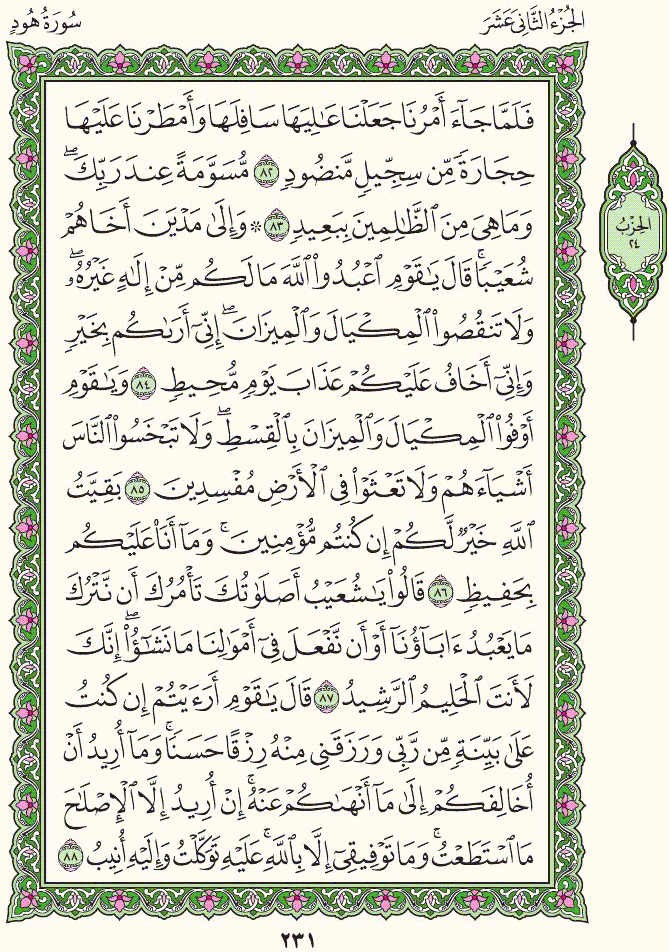 الجُزْءُ الثَّانِيَ عَشَرَ
سُورَةُ هُودٍ
فَلَمَّا جَآءَ أَمْرُنَا جَعَلْنَا عَٰلِيَهَا سَافِلَهَا وَأَمْطَرْنَا عَلَيْهَا
حِجَارَةً مِّن سِجِّيلٍ مَّنضُودٍ ٨٢ مُّسَوَّمَةً عِندَ رَبِّكَۖ
وَمَا هِىَ مِنَ ٱلظَّٰلِمِينَ بِبَعِيدٍ ٨٣ ۞ وَإِلَىٰ مَدْيَنَ أَخَاهُمْ
شُعَيْبًاۚ قَالَ يَٰقَوْمِ ٱعْبُدُوا۟ ٱللَّهَ مَا لَكُم مِّنْ إِلَٰهٍ غَيْرُهُۥۖ
وَلَا تَنقُصُوا۟ ٱلْمِكْيَالَ وَٱلْمِيزَانَۖ إِنِّىٓ أَرَىٰكُم بِخَيْرٍ
وَإِنِّىٓ أَخَافُ عَلَيْكُمْ عَذَابَ يَوْمٍ مُّحِيطٍ ٨٤ وَيَٰقَوْمِ
أَوْفُوا۟ ٱلْمِكْيَالَ وَٱلْمِيزَانَ بِٱلْقِسْطِۖ وَلَا تَبْخَسُوا۟ ٱلنَّاسَ
أَشْيَآءَهُمْ وَلَا تَعْثَوْا۟ فِى ٱلْأَرْضِ مُفْسِدِينَ ٨٥ بَقِيَّتُ
ٱللَّهِ خَيْرٌ لَّكُمْ إِن كُنتُم مُّؤْمِنِينَۚ وَمَآ أَنَا۠ عَلَيْكُم
بِحَفِيظٍ ٨٦ قَالُوا۟ يَٰشُعَيْبُ أَصَلَوٰتُكَ تَأْمُرُكَ أَن نَّتْرُكَ
مَا يَعْبُدُ ءَابَآؤُنَآ أَوْ أَن نَّفْعَلَ فِىٓ أَمْوَٰلِنَا مَا نَشَٰٓؤُا۟ۖ إِنَّكَ
لَأَنتَ ٱلْحَلِيمُ ٱلرَّشِيدُ ٨٧ قَالَ يَٰقَوْمِ أَرَءَيْتُمْ إِن كُنتُ
عَلَىٰ بَيِّنَةٍ مِّن رَّبِّى وَرَزَقَنِى مِنْهُ رِزْقًا حَسَنًاۚ وَمَآ أُرِيدُ أَنْ
أُخَالِفَكُمْ إِلَىٰ مَآ أَنْهَىٰكُمْ عَنْهُۚ إِنْ أُرِيدُ إِلَّا ٱلْإِصْلَٰحَ
مَا ٱسْتَطَعْتُۚ وَمَا تَوْفِيقِىٓ إِلَّا بِٱللَّهِۚ عَلَيْهِ تَوَكَّلْتُ وَإِلَيْهِ أُنِيبُ ٨٨
الحِزْبُ
٢٤
٢٣١